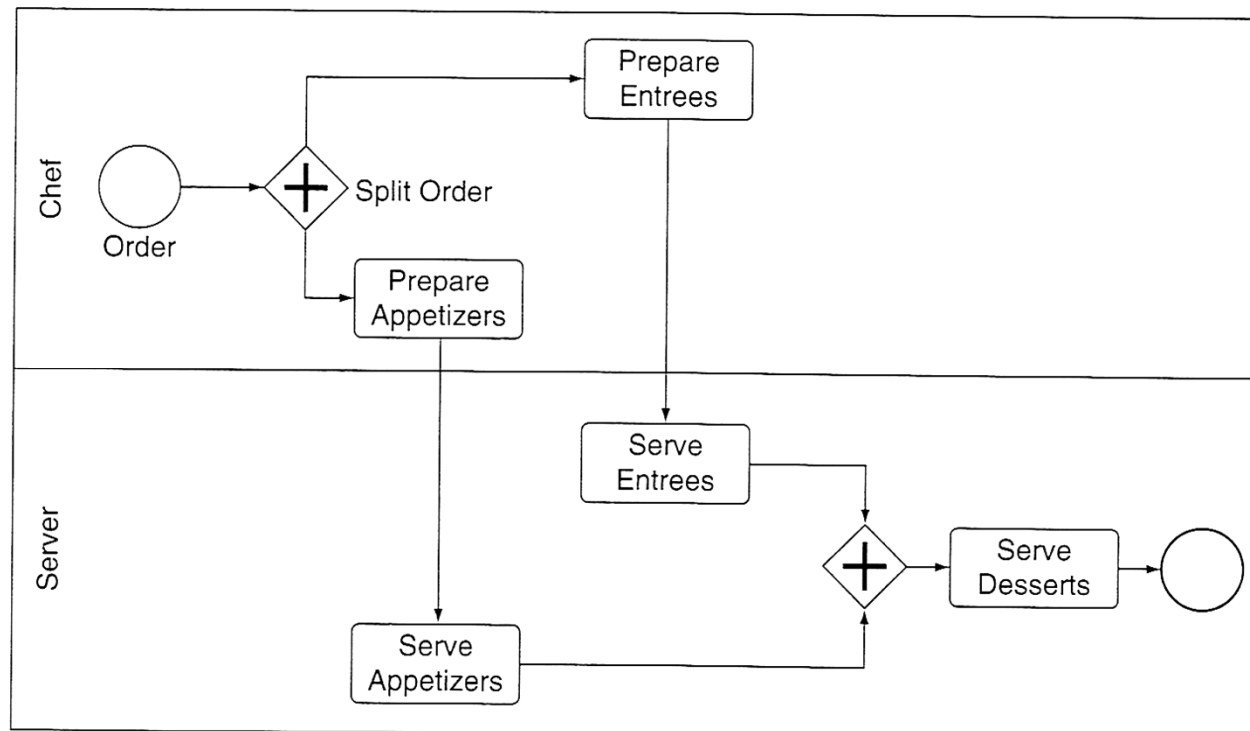 Chef
Order
Split Order
Prepare
Entrees
Prepare
Appetizers
Server
Serve
Entrees
Serve
Appetizers
Serve
Desserts